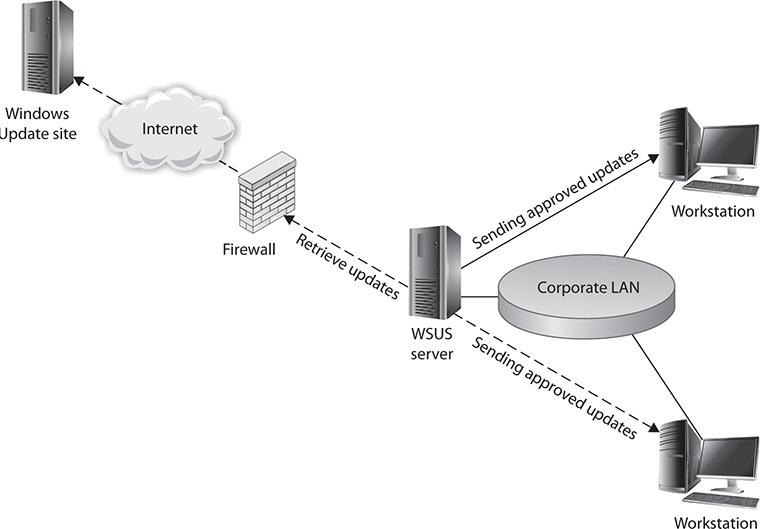 Windows
Update site
Internet
Firewall
Retrieve updates
WSUS
server
Sending approved updates
Workstation
Corporate LAN
Sending approved updates
Workstation